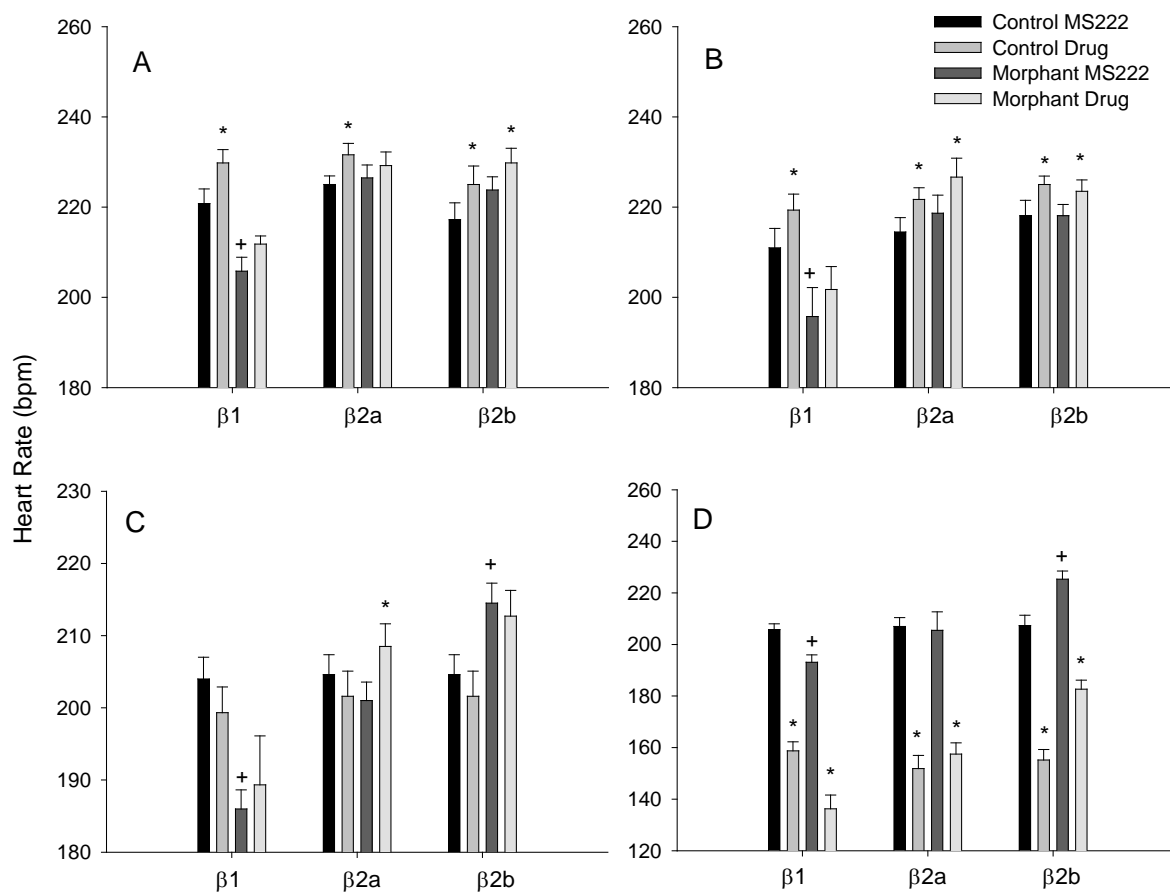 Heart Rate (bpm)
Control MS222
Control Drug
Morphant MS222
Morphant Drug
A
260
240
220
200
180
* * * *
+
β1 β2a β2b
B
260
240
220
200
180
* * * * *
+
β1 β2a β2b
C
230
220
210
200
190
180
+ * +
β1 β2a β2b
D
260
240
220
200
180
160
140
120
+ +
* * * * * *
β1 β2a β2b